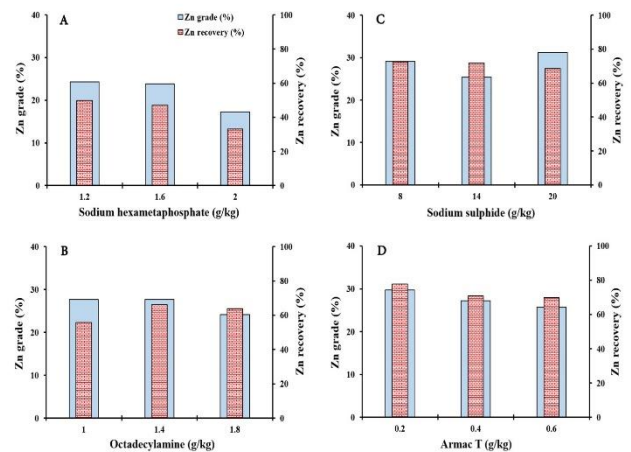 A
Zn grade (%)
Zn recovery (%)
40
30
20
10
0
100
80
60
40
20
0
Zn grade (%)
Zn recovery (%)
1.2 1.6 2
Sodium hexametaphosphate (g/kg)
C
40
30
20
10
0
100
80
60
40
20
0
Zn grade (%)
Zn recovery (%)
8 14 20
Sodium sulphide (g/kg)
B
40
30
20
10
0
100
80
60
40
20
0
Zn grade (%)
Zn recovery (%)
1 1.4 1.8
Octadecylamine (g/kg)
D
40
30
20
10
0
100
80
60
40
20
0
Zn grade (%)
Zn recovery (%)
0.2 0.4 0.6
Armac T (g/kg)